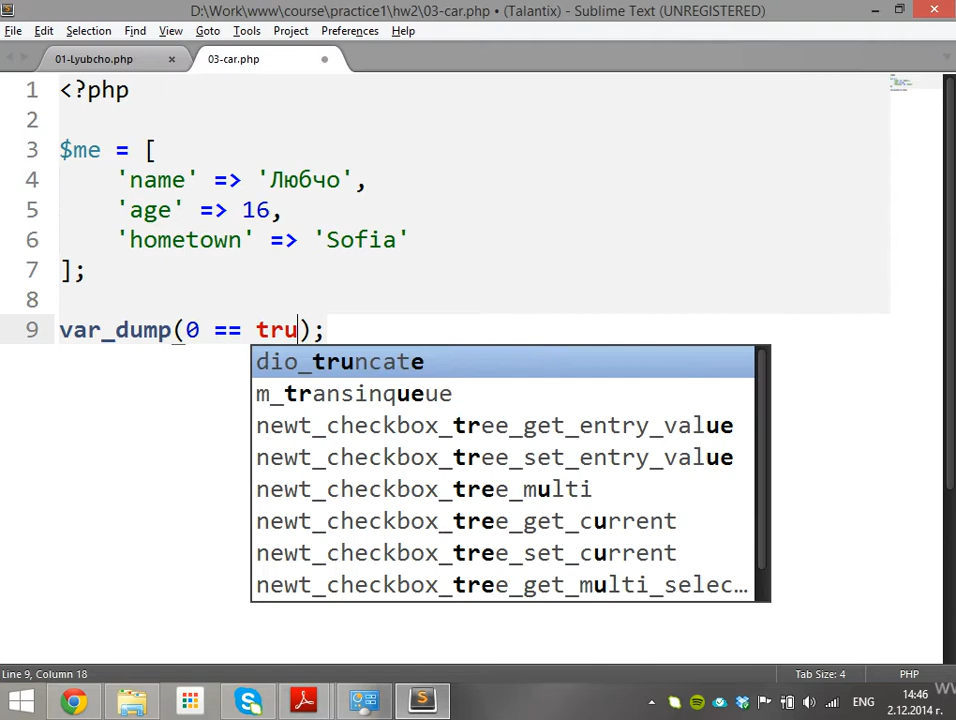 D:\Work\www\course\practice1\hw2\03-car.php • (Talantix) - Sublime Text (UNREGISTERED)
File Edit Selection Find View Goto Tools Project Preferences Help
01-Lyubcho.php 03-car.php
1 <?php
2
3 $me = [
4 'name' => 'Любчо',
5 'age' => 16,
6 'hometown' => 'Sofia'
7 ];
8
9 var_dump(0 == tru);
dio_truncate
m_transinqueue
newt_checkbox_tree_get_entry_value
newt_checkbox_tree_set_entry_value
newt_checkbox_tree_multi
newt_checkbox_tree_get_current
newt_checkbox_tree_set_current
newt_checkbox_tree_get_multi_selec...
Line 9, Column 18 Tab Size: 4 PHP
ENG 14:46
2.12.2014 г.